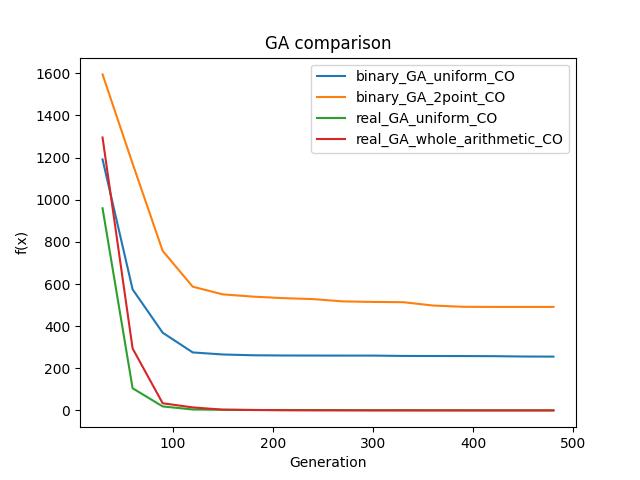 GA comparison
binary_GA_uniform_CO
binary_GA_2point_CO
real_GA_uniform_CO
real_GA_whole_arithmetic_CO
f(x)
1600
1400
1200
1000
800
600
400
200
0
100 200 300 400 500
Generation